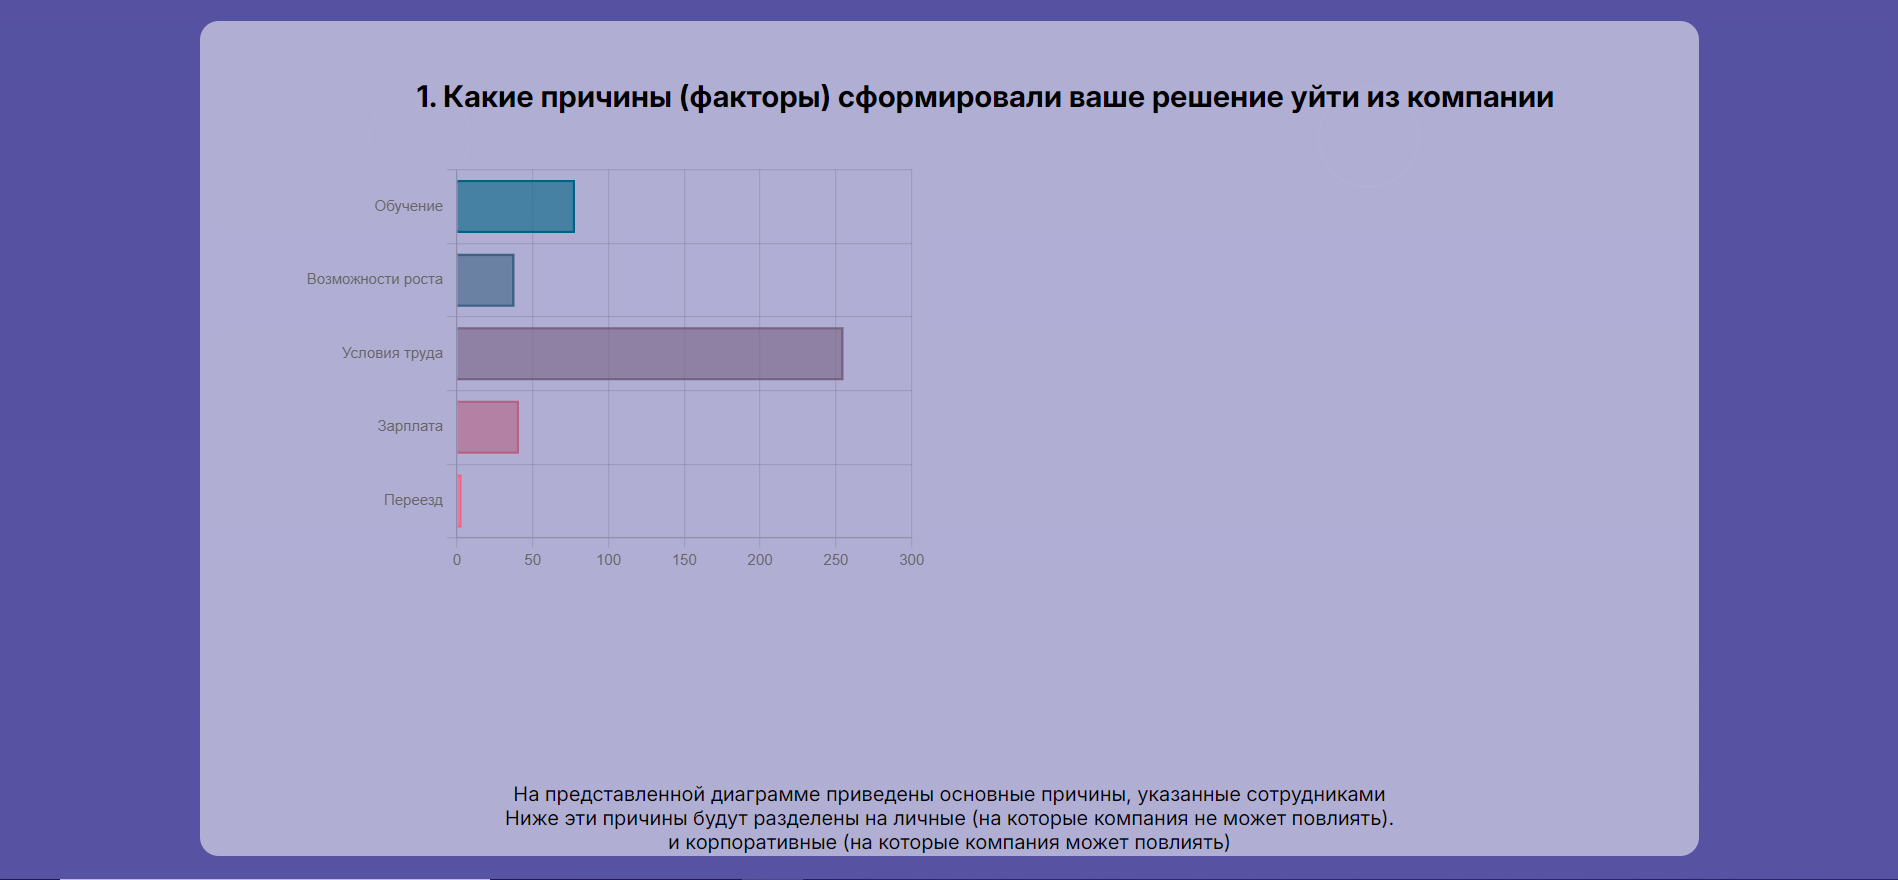 1. Какие причины (факторы) сформировали ваше решение уйти из компании
Обучение
Возможности роста
Условия труда
Зарплата
Переезд
0 50 100 150 200 250 300
На представленной диаграмме приведены основные причины, указанные сотрудниками
Ниже эти причины будут разделены на личные (на которые компания не может повлиять).
и корпоративные (на которые компания может повлиять)